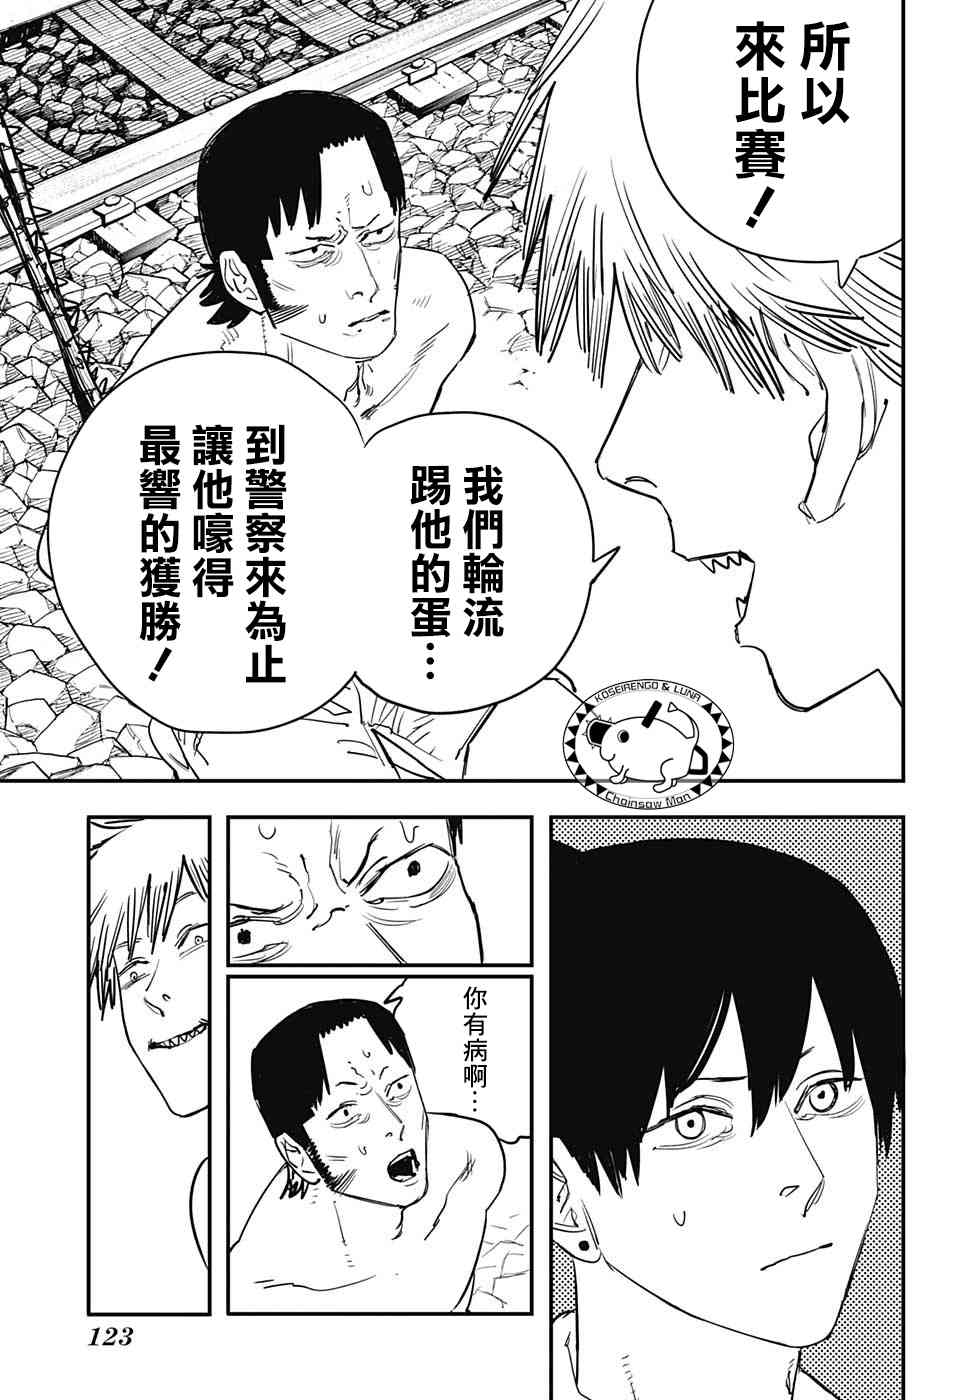 所以
來比賽！
我們輪流
踢他的蛋…
到警察來為止
讓他嚎得
最響的獲勝！
KOSEIRENGO & LUNA
Chainsaw Man
你有病啊…
123